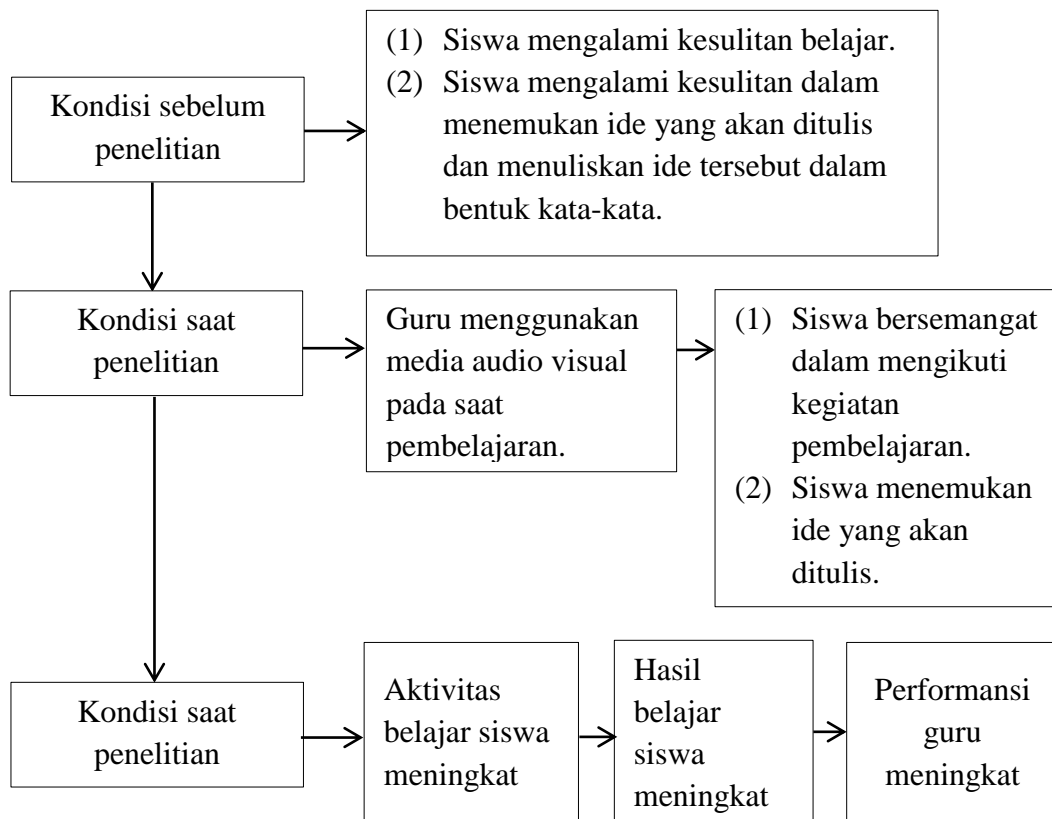 Kondisi sebelum
penelitian
(1) Siswa mengalami kesulitan belajar.
(2) Siswa mengalami kesulitan dalam
menemukan ide yang akan ditulis
dan menuliskan ide tersebut dalam
bentuk kata-kata.
Kondisi saat
penelitian
Guru menggunakan
media audio visual
pada saat
pembelajaran.
(1) Siswa bersemangat
dalam mengikuti
kegiatan
pembelajaran.
(2) Siswa menemukan
ide yang akan
ditulis.
Kondisi saat
penelitian
Aktivitas
belajar siswa
meningkat
Hasil
belajar
siswa
meningkat
Performansi
guru
meningkat